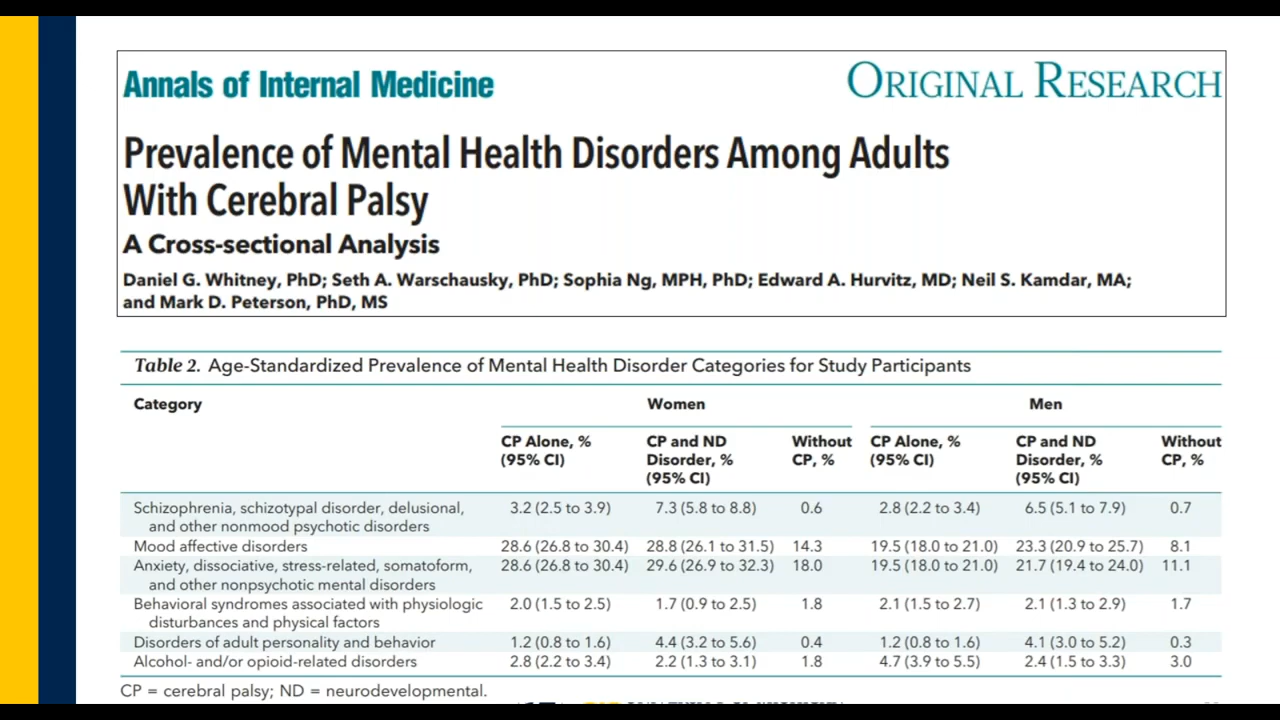 Annals of Internal Medicine ORIGINAL RESEARCH
Prevalence of Mental Health Disorders Among Adults
With Cerebral Palsy
A Cross-sectional Analysis
Daniel G. Whitney, PhD; Seth A. Warschausky, PhD; Sophia Ng, MPH, PhD; Edward A. Hurvitz, MD; Neil S. Kamdar, MA;
and Mark D. Peterson, PhD, MS
Table 2. Age-Standardized Prevalence of Mental Health Disorder Categories for Study Participants
Category Women Men
CP Alone, % CP and ND Without CP Alone, % CP and ND Without
(95% CI) Disorder, % CP, % (95% CI) Disorder, % CP, %
(95% CI) (95% CI)
Schizophrenia, schizotypal disorder, delusional, 3.2 (2.5 to 3.9) 7.3 (5.8 to 8.8) 0.6 2.8 (2.2 to 3.4) 6.5 (5.1 to 7.9) 0.7
and other nonmood psychotic disorders
Mood affective disorders 28.6 (26.8 to 30.4) 28.8 (26.1 to 31.5) 14.3 19.5 (18.0 to 21.0) 23.3 (20.9 to 25.7) 8.1
Anxiety, dissociative, stress-related, somatoform, 28.6 (26.8 to 30.4) 29.6 (26.9 to 32.3) 18.0 19.5 (18.0 to 21.0) 21.7 (19.4 to 24.0) 11.1
and other nonpsychotic mental disorders
Behavioral syndromes associated with physiologic 2.0 (1.5 to 2.5) 1.7 (0.9 to 2.5) 1.8 2.1 (1.5 to 2.7) 2.1 (1.3 to 2.9) 1.7
disturbances and physical factors
Disorders of adult personality and behavior 1.2 (0.8 to 1.6) 4.4 (3.2 to 5.6) 0.4 1.2 (0.8 to 1.6) 4.1 (3.0 to 5.2) 0.3
Alcohol- and/or opioid-related disorders 2.8 (2.2 to 3.4) 2.2 (1.3 to 3.1) 1.8 4.7 (3.9 to 5.5) 2.4 (1.5 to 3.3) 3.0
CP = cerebral palsy; ND = neurodevelopmental.